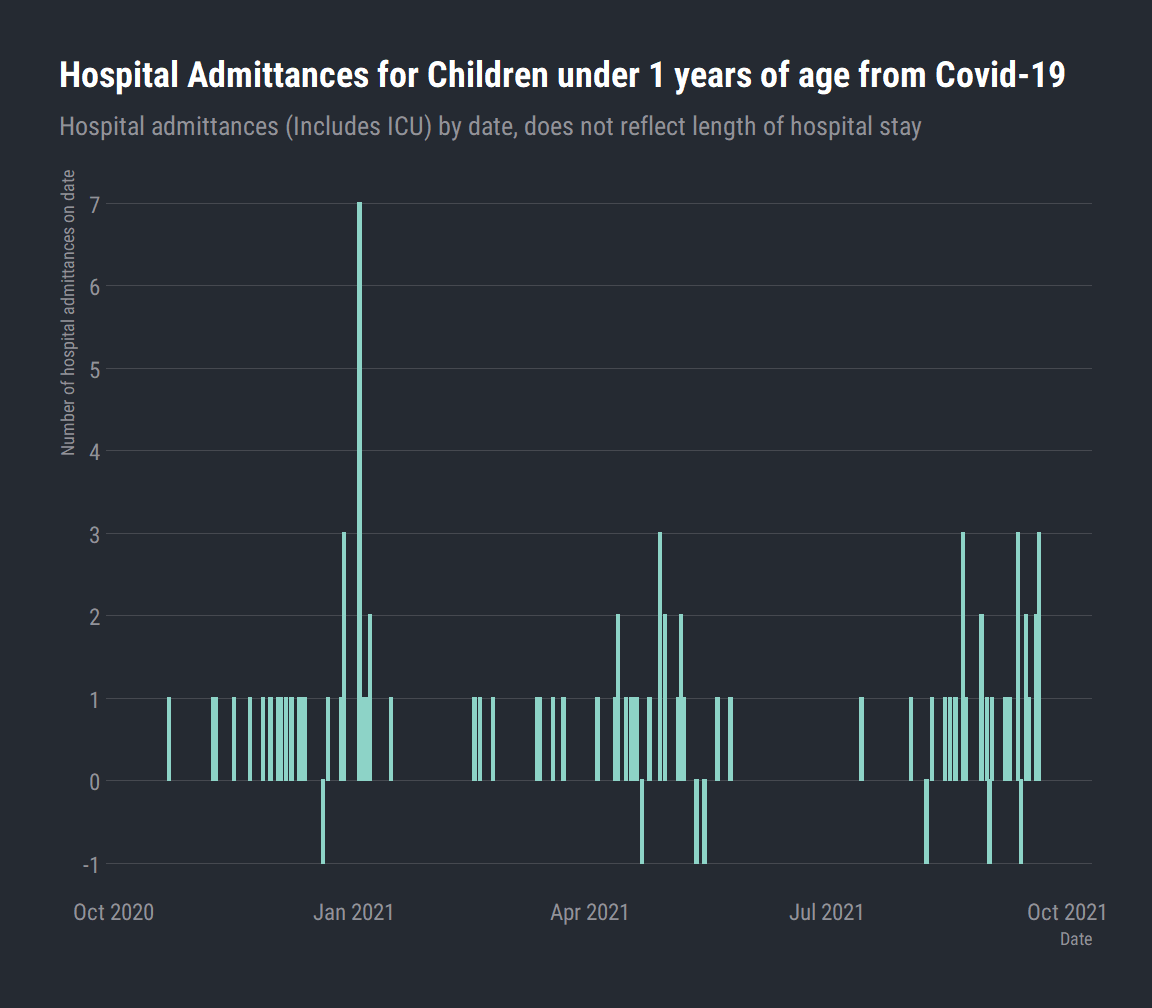 Hospital Admittances for Children under 1 years of age from Covid-19
Hospital admittances (Includes ICU) by date, does not reflect length of hospital stay
Number of hospital admittances on date
7
6
5
4
3
2
1
0
-1
Oct 2020 Jan 2021 Apr 2021 Jul 2021 Oct 2021
Date